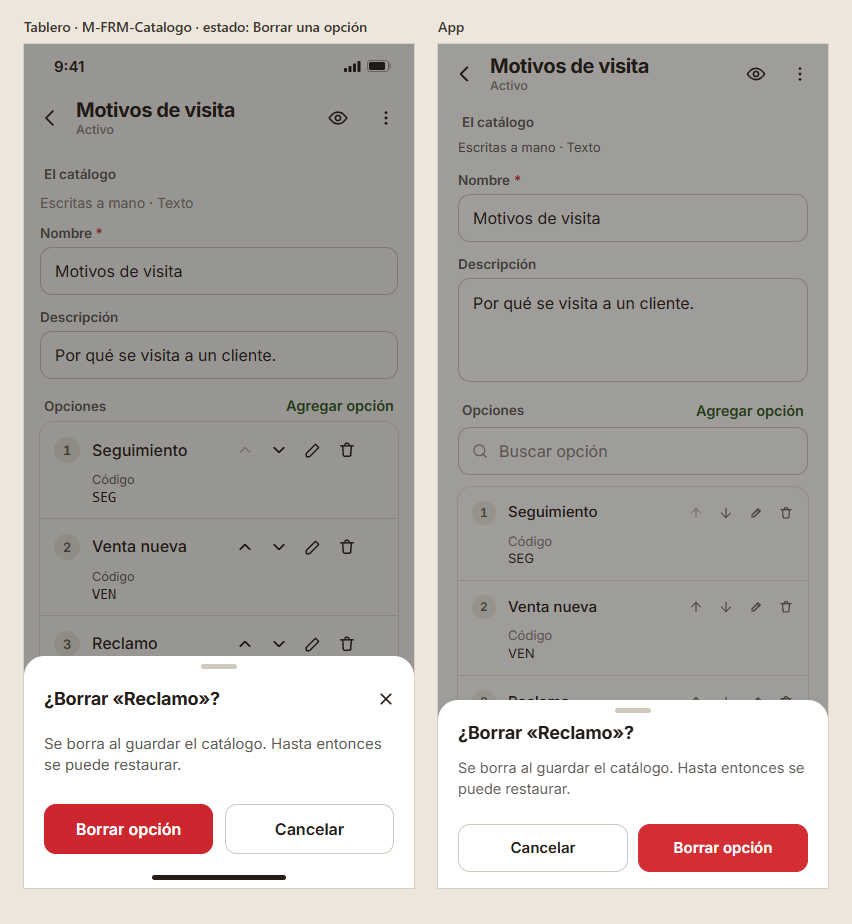 Tablero · M-FRM-Catalogo · estado: Borrar una opción
9:41
Motivos de visita
Activo
El catálogo
Escritas a mano · Texto
Nombre *
Motivos de visita
Descripción
Por qué se visita a un cliente.
Opciones
Agregar opción
1
Seguimiento
Código
SEG
2
Venta nueva
Código
VEN
3
Reclamo
¿Borrar «Reclamo»?
Se borra al guardar el catálogo. Hasta entonces
se puede restaurar.
Borrar opción
Cancelar
App
Motivos de visita
Activo
El catálogo
Escritas a mano · Texto
Nombre *
Motivos de visita
Descripción
Por qué se visita a un cliente.
Opciones
Agregar opción
Buscar opción
1
Seguimiento
Código
SEG
2
Venta nueva
Código
VEN
¿Borrar «Reclamo»?
Se borra al guardar el catálogo. Hasta entonces se
puede restaurar.
Cancelar
Borrar opción